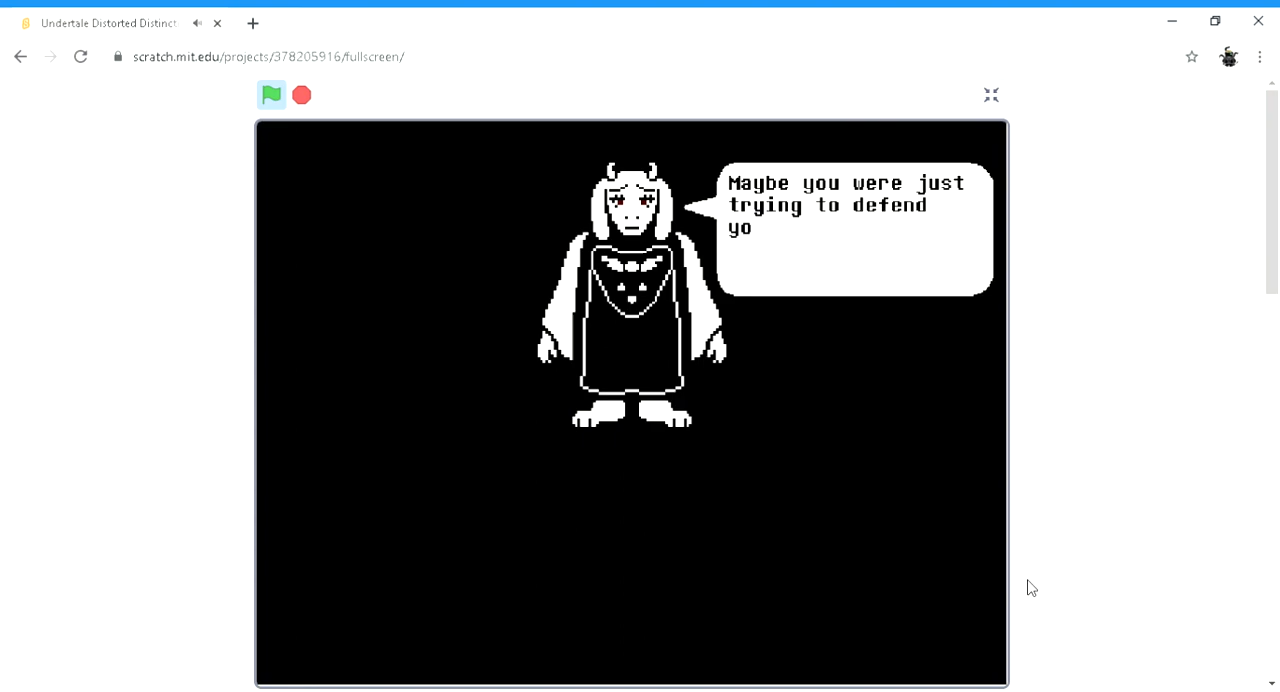 Undertale Distorted Distinct
scratch.mit.edu/projects/378205916/fullscreen/
Maybe you were just
trying to defend
yo